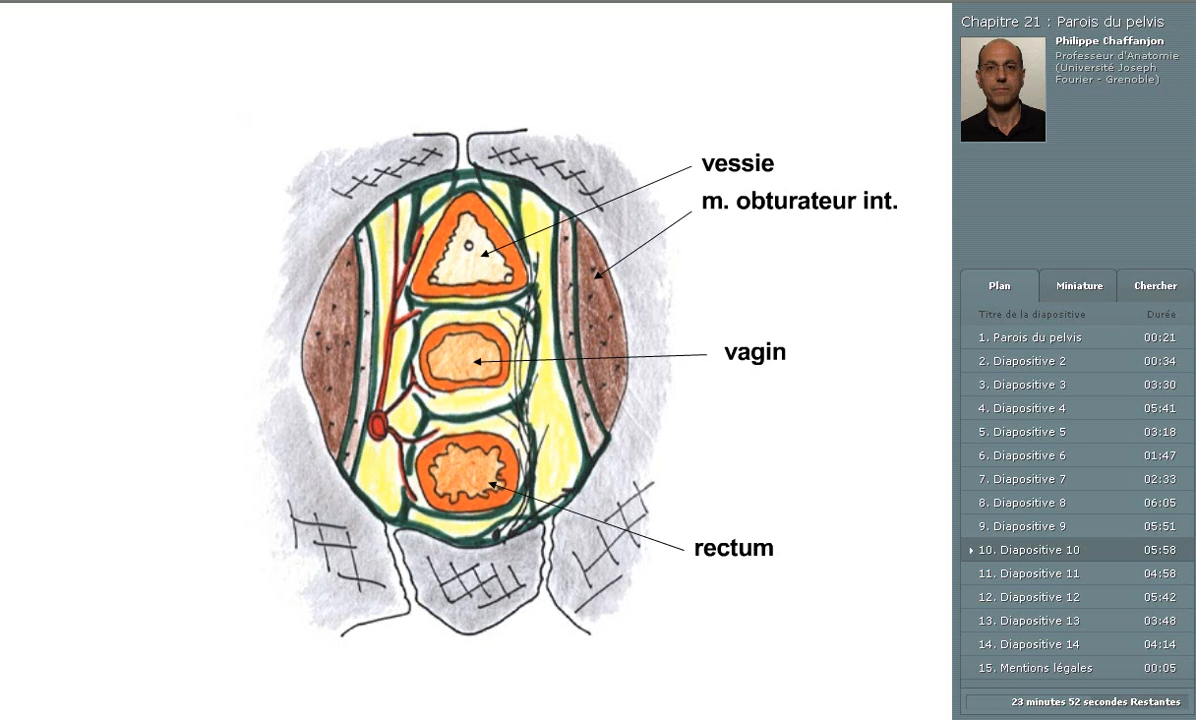 vessie
m. obturateur int.
vagin
rectum
Chapitre 21 : Parois du pelvis
Philippe Chaffanjon
Professeur d'Anatomie
(Université Joseph
Fourier - Grenoble)
Plan Miniature Chercher
Titre de la diapositive Durée
1. Parois du pelvis 00:21
2. Diapositive 2 00:34
3. Diapositive 3 03:30
4. Diapositive 4 05:41
5. Diapositive 5 03:18
6. Diapositive 6 01:47
7. Diapositive 7 02:33
8. Diapositive 8 06:05
9. Diapositive 9 05:51
10. Diapositive 10 05:58
11. Diapositive 11 04:58
12. Diapositive 12 05:42
13. Diapositive 13 03:48
14. Diapositive 14 04:14
15. Mentions légales 00:05
23 minutes 52 secondes Restantes